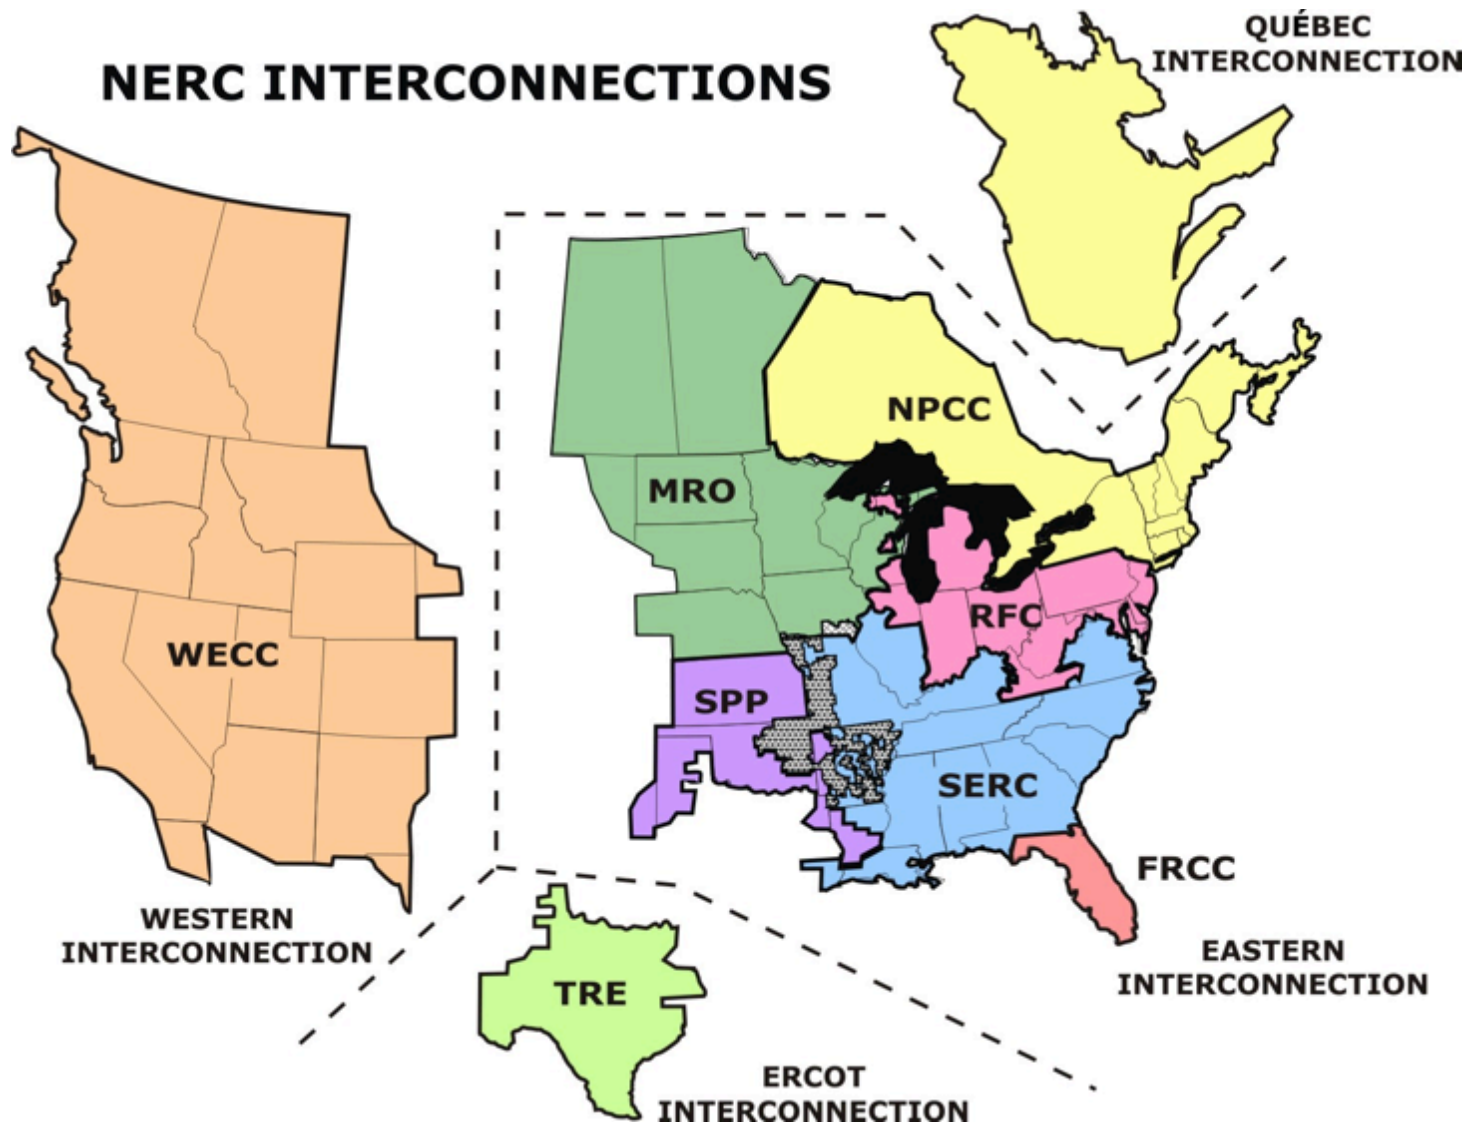 QUÉBEC
INTERCONNECTION
NERC INTERCONNECTIONS
NPCC
MRO
RFC
WECC
SPP
SERC
FRCC
WESTERN
INTERCONNECTION
EASTERN
INTERCONNECTION
TRE
ERCOT
INTERCONNECTION